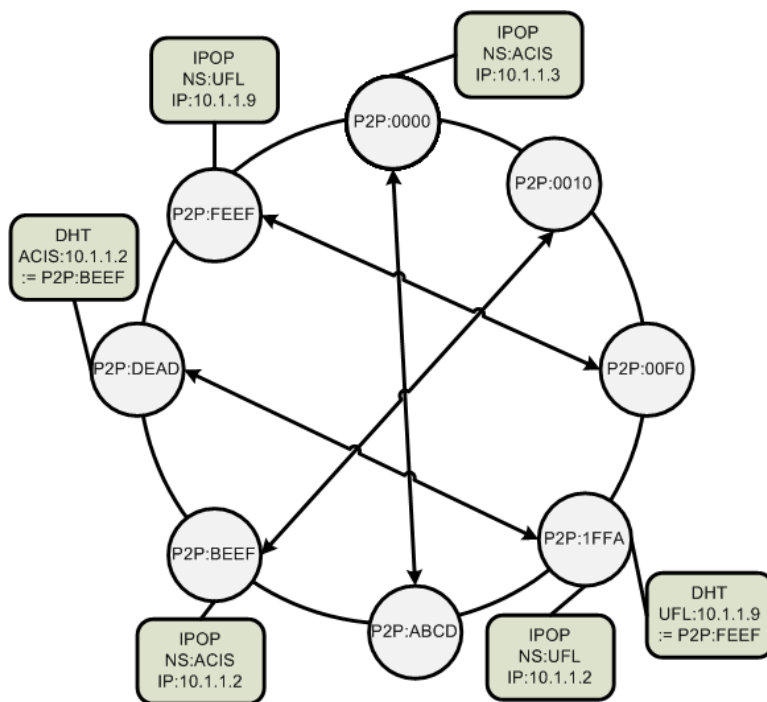 IPOP
NS:ACIS
IP:10.1.1.3
IPOP
NS:UFL
IP:10.1.1.9
P2P:0000
P2P:0010
P2P:FEEF
DHT
ACIS:10.1.1.2
:= P2P:BEEF
P2P:DEAD
P2P:00F0
P2P:BEEF
P2P:1FFA
P2P:ABCD
DHT
UFL:10.1.1.9
:= P2P:FEEF
IPOP
NS:ACIS
IP:10.1.1.2
IPOP
NS:UFL
IP:10.1.1.2